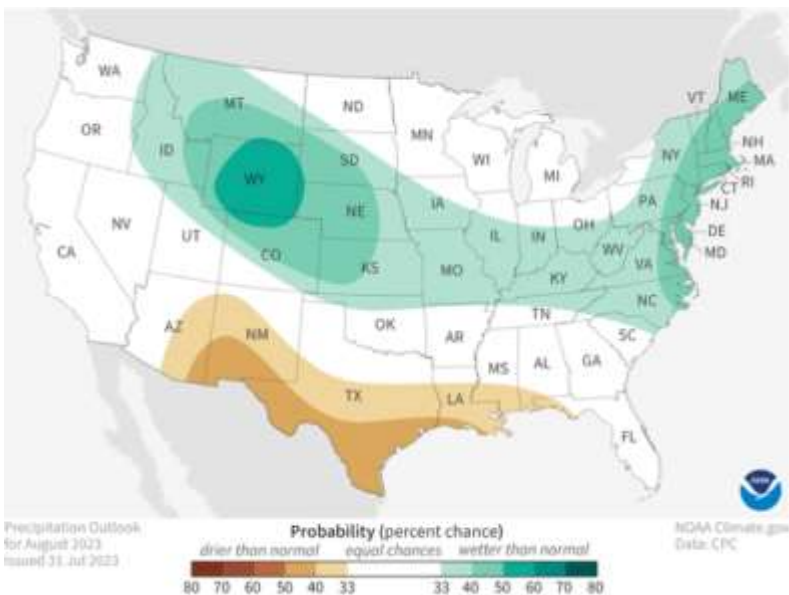 WA
MT
ND
MN
VT
ME
OR
ID
SD
WI
MI
NY
NH
MA
WY
CT
RI
NE
IA
PA
NJ
NV
UT
IL
IN
OH
DE
CA
CO
WV
MD
KS
MO
KY
VA
NC
AZ
NM
OK
AR
TN
SC
MS
AL
GA
TX
LA
FL
NOAA
Precipitation Outlook
for August 2023
Issued 31 Jul 2023
Probability (percent chance)
drier than normal equal chances wetter than normal
80 70 60 50 40 33 33 40 50 60 70 80
NOAA Climate.gov
Data: CPC